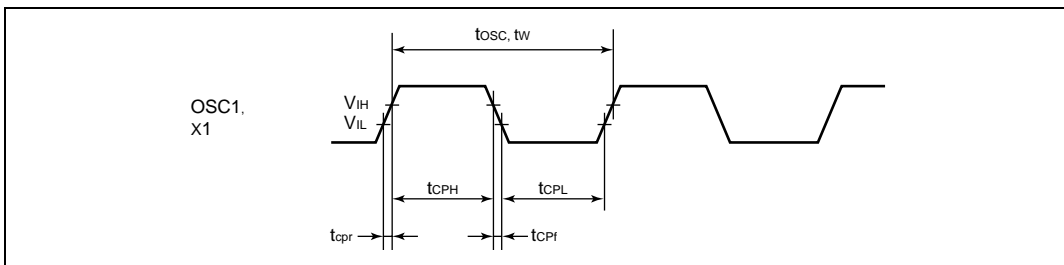 tOSC, tW
OSC1,
X1
VIH
VIL
tCPH
tCPL
tcpr
tCPf